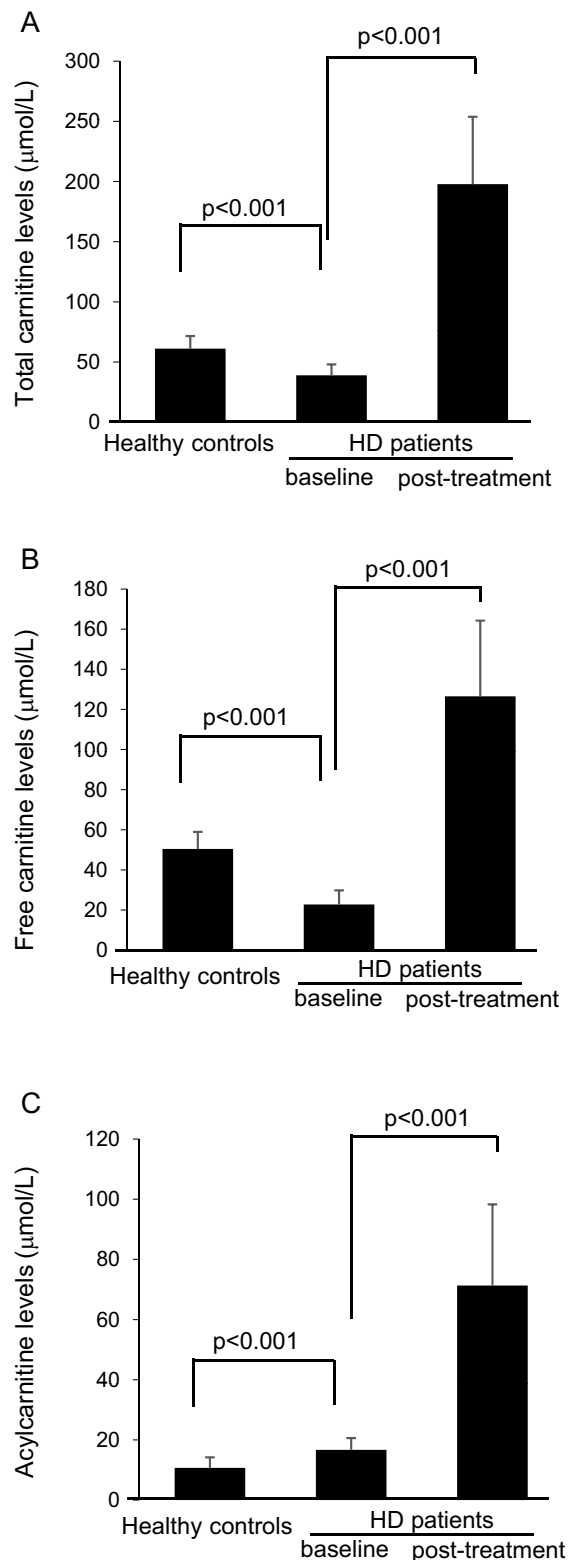 A
p<0.001
300
250
200
150
100
50
0
Total carnitine levels (μmol/L)
p<0.001
Healthy controls
HD patients
baseline
post-treatment
B
p<0.001
180
160
140
120
100
80
60
40
20
0
Free carnitine levels (μmol/L)
p<0.001
Healthy controls
HD patients
baseline
post-treatment
C
p<0.001
120
100
80
60
40
20
0
Acylcarnitine levels (μmol/L)
p<0.001
Healthy controls
HD patients
baseline
post-treatment